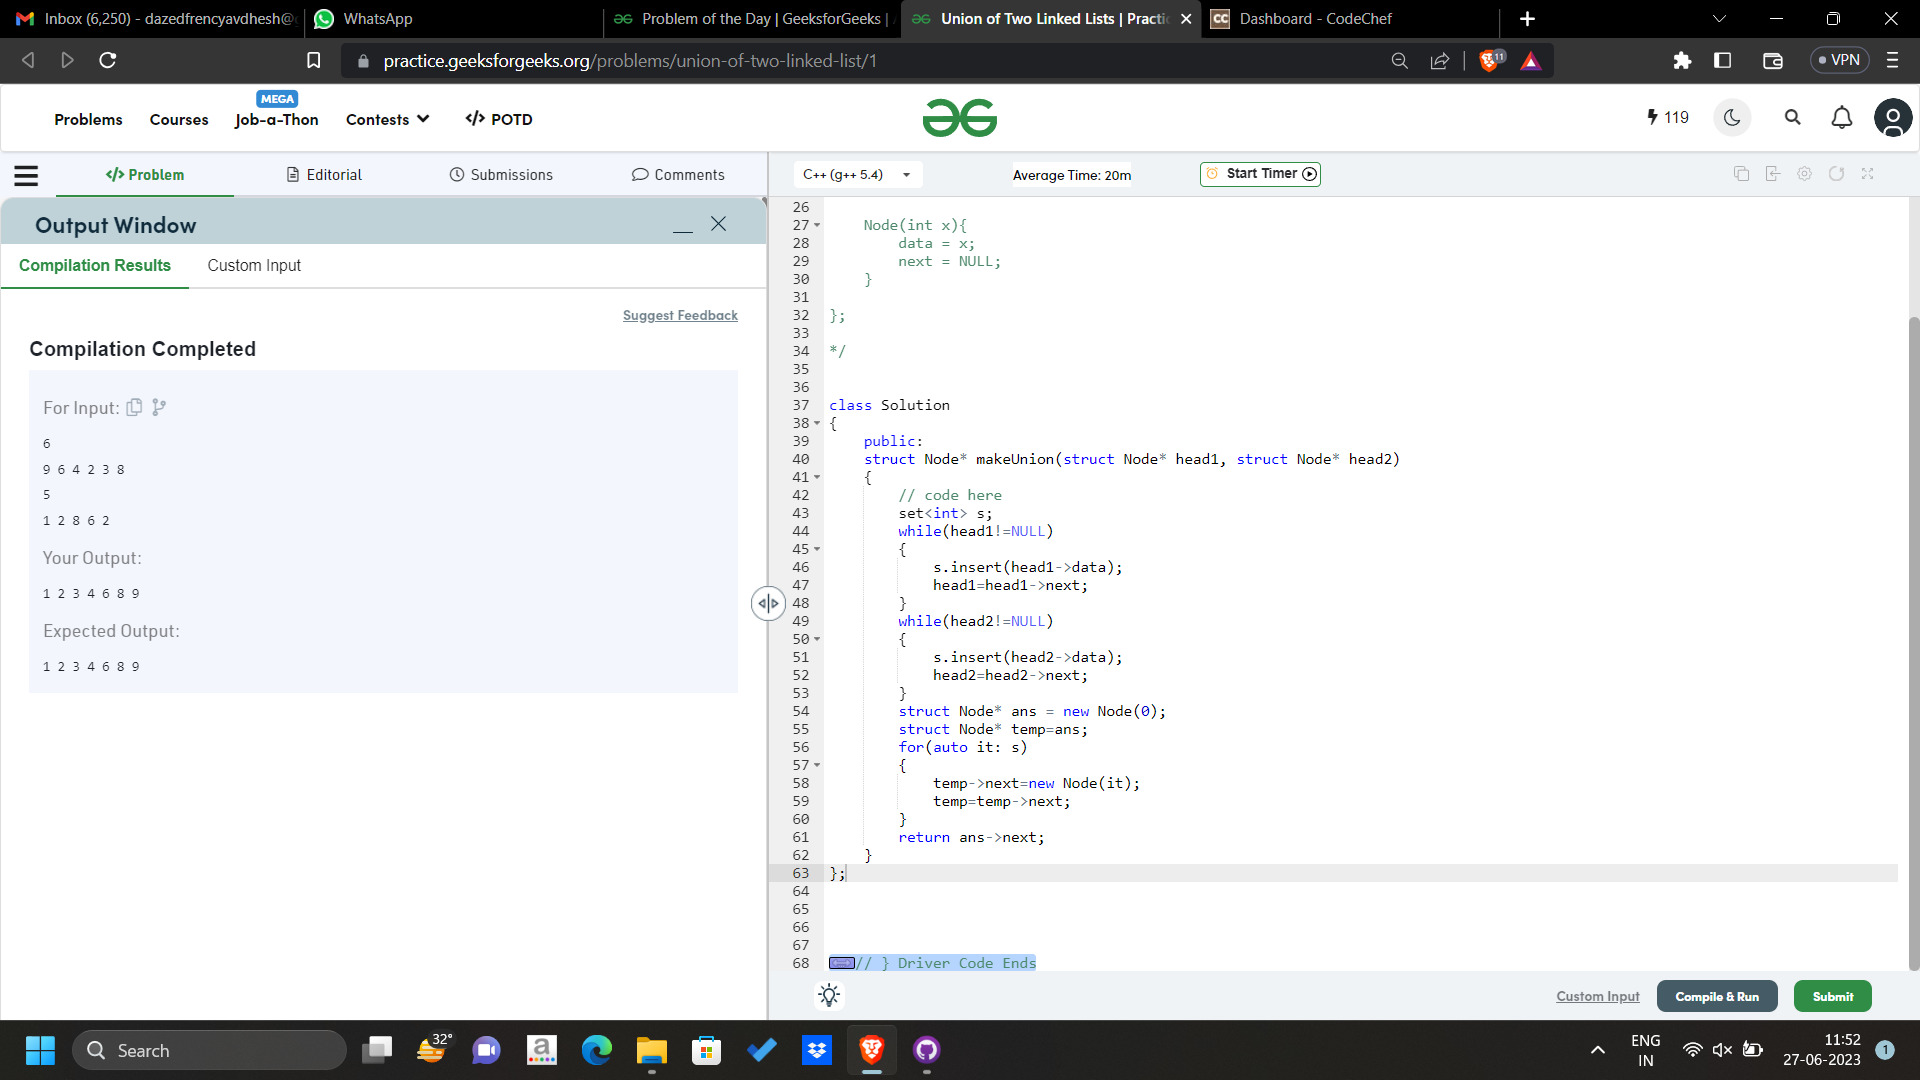 Inbox (6,250) - dazedfrencyavdhesh@
WhatsApp
Problem of the Day | GeeksforGeeks |
Union of Two Linked Lists | Practic
CC Dashboard - CodeChef
practice.geeksforgeeks.org/problems/union-of-two-linked-list/1
11
VPN
MEGA
Problems Courses Job-a-Thon Contests </> POTD
119
</> Problem Editorial Submissions Comments
C++ (g++ 5.4) Average Time: 20m Start Timer
Output Window
Compilation Results Custom Input
Suggest Feedback
Compilation Completed
For Input:
6
9 6 4 2 3 8
5
1 2 8 6 2
Your Output:
1 2 3 4 6 8 9
Expected Output:
1 2 3 4 6 8 9
26
27 Node(int x){
28 data = x;
29 next = NULL;
30 }
31
32 };
33
34 */
35
36
37 class Solution
38 {
39 public:
40 struct Node* makeUnion(struct Node* head1, struct Node* head2)
41 {
42 // code here
43 set<int> s;
44 while(head1!=NULL)
45 {
46 s.insert(head1->data);
47 head1=head1->next;
48 }
49 while(head2!=NULL)
50 {
51 s.insert(head2->data);
52 head2=head2->next;
53 }
54 struct Node* ans = new Node(0);
55 struct Node* temp=ans;
56 for(auto it: s)
57 {
58 temp->next=new Node(it);
59 temp=temp->next;
60 }
61 return ans->next;
62 }
63 };
64
65
66
67
68 // } Driver Code Ends
Custom Input Compile & Run Submit
Search
32°
a
ENG
IN
11:52
27-06-2023
1